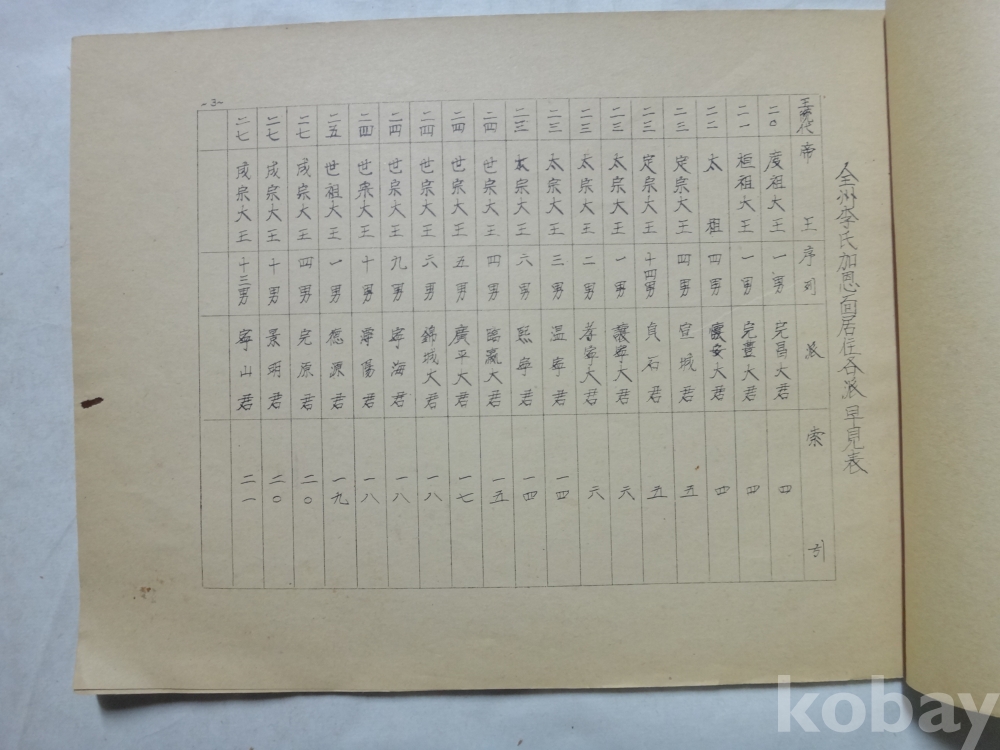 全州李氏加恩面居住各派早見表
代 帝王 序列 派 索引
二〇 度祖大王 一男 完昌大君 四
二一 桓祖大王 一男 完豊大君 四
二二 太祖 四男 懷安大君 四
二三 定宗大王 四男 宣城君 五
二三 定宗大王 十四男 貞石君 五
二三 太宗大王 一男 讓寧大君 六
二三 太宗大王 二男 孝寧大君 六
二三 太宗大王 三男 温寧君 一四
二三 太宗大王 六男 熙寧君 一四
二四 世宗大王 四男 臨瀛大君 一五
二四 世宗大王 五男 廣平大君 一七
二四 世宗大王 六男 錦城大君 一八
二四 世宗大王 九男 寧海君 一八
二四 世宗大王 十男 潭陽君 一八
二五 世祖大王 一男 德源君 一九
二七 成宗大王 四男 完原君 二〇
二七 成宗大王 十男 景明君 二〇
二七 成宗大王 十三男 寧山君 二一
-3-
kobay